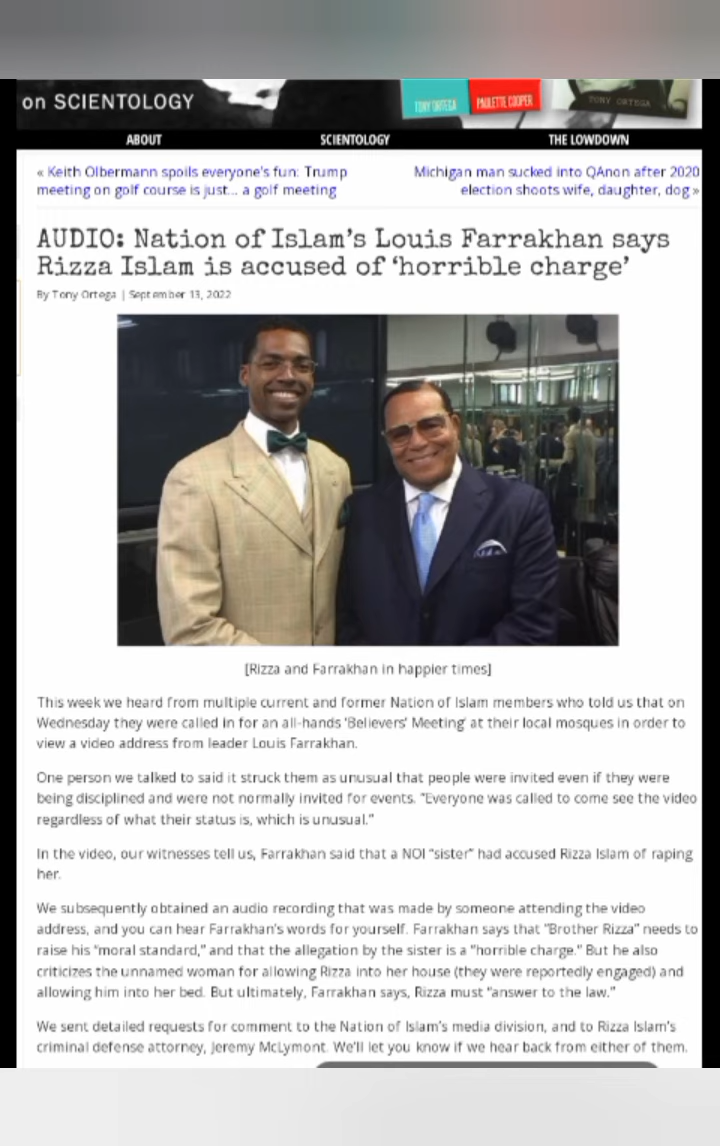 on SCIENTOLOGY
TONY ORTEGA
PAULETTE COOPER
TONY ORTEGA
ABOUT
SCIENTOLOGY
THE LOWDOWN
« Keith Olbermann spoils everyone's fun: Trump
meeting on golf course is just... a golf meeting
Michigan man sucked into QAnon after 2020
election shoots wife, daughter, dog »
AUDIO: Nation of Islam's Louis Farrakhan says
Rizza Islam is accused of ‘horrible charge’
By Tony Ortega | September 13, 2022
[Rizza and Farrakhan in happier times]
This week we heard from multiple current and former Nation of Islam members who told us that on
Wednesday they were called in for an all-hands ‘Believers’ Meeting’ at their local mosques in order to
view a video address from leader Louis Farrakhan.
One person we talked to said it struck them as unusual that people were invited even if they were
being disciplined and were not normally invited for events. “Everyone was called to come see the video
regardless of what their status is, which is unusual.”
In the video, our witnesses tell us, Farrakhan said that a NOI “sister” had accused Rizza Islam of raping
her.
We subsequently obtained an audio recording that was made by someone attending the video
address, and you can hear Farrakhan's words for yourself. Farrakhan says that “Brother Rizza” needs to
raise his “moral standard,” and that the allegation by the sister is a “horrible charge.” But he also
criticizes the unnamed woman for allowing Rizza into her house (they were reportedly engaged) and
allowing him into her bed. But ultimately, Farrakhan says, Rizza must “answer to the law.”
We sent detailed requests for comment to the Nation of Islam's media division, and to Rizza Islam's
criminal defense attorney, Jeremy McLymont. We'll let you know if we hear back from either of them.